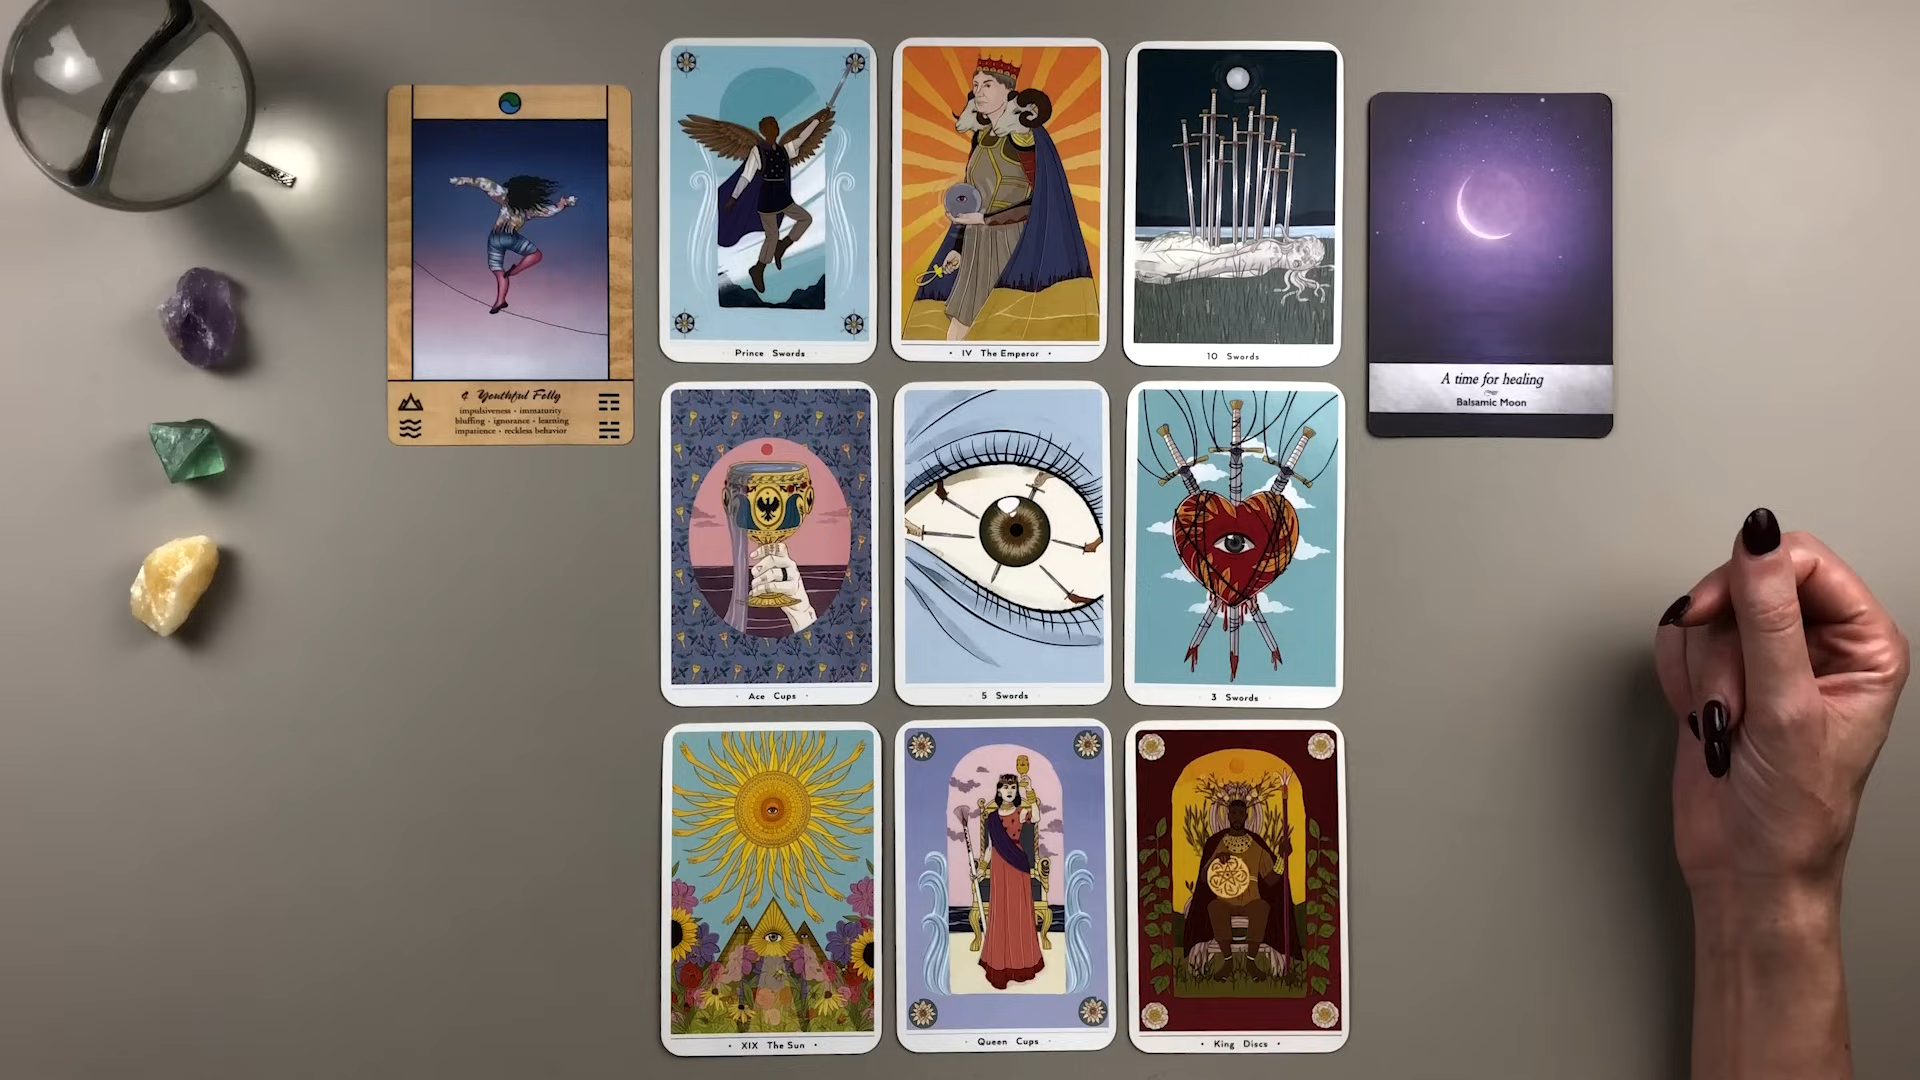 ¢ Youthful Folly
impulsiveness · immaturity
bluffing · ignorance · learning
impatience · reckless behavior
· Prince Swords ·
· IV The Emperor ·
10 Swords
A time for healing
Balsamic Moon
· Ace Cups ·
· 5 Swords ·
· 3 Swords ·
· XIX The Sun ·
· Queen Cups ·
· King Discs ·